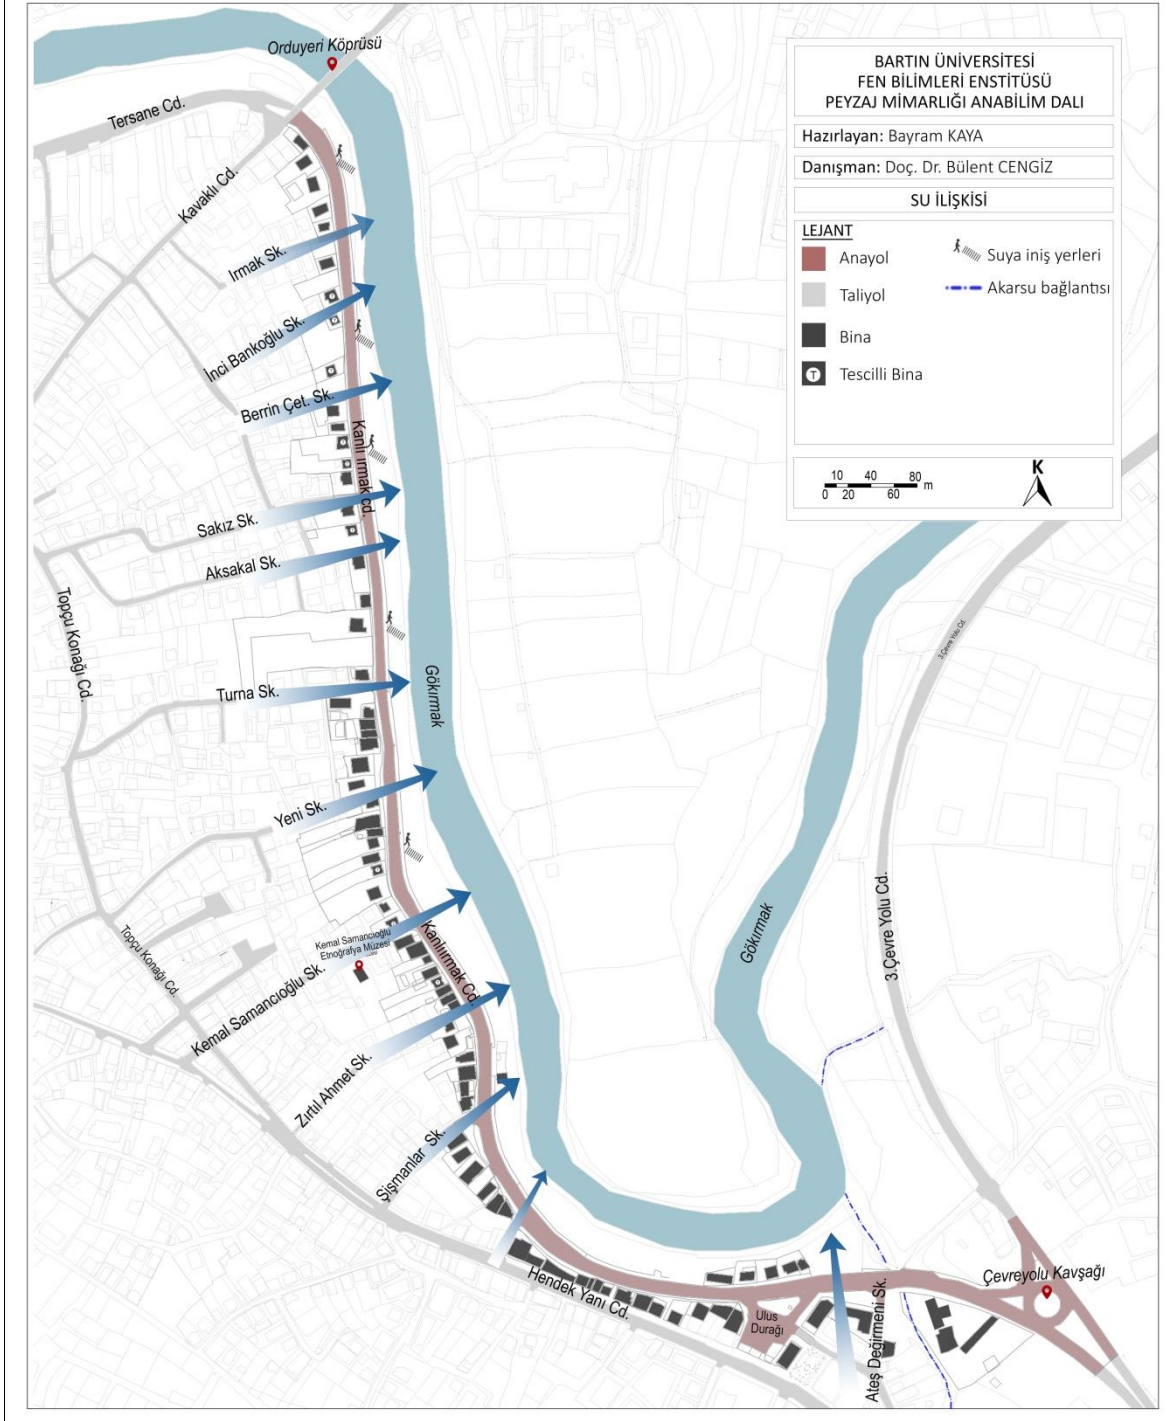 BARTIN ÜNİVERSİTESİ
FEN BİLİMLERİ ENSTİTÜSÜ
PEYZAJ MİMARLIĞI ANABİLİM DALI
Hazırlayan: Bayram KAYA
Danışman: Doç. Dr. Bülent CENGİZ
SU İLİŞKİSİ
LEJANT
Anayol
Taliyol
Bina
T Tescilli Bina
Suya iniş yerleri
Akarsu bağlantısı
10 40 80 m
0 20 60
K
Orduyeri Köprüsü
Tersane Cd.
Kavaklı Cd.
Irmak Sk.
İnci Bankoğlu Sk.
Berrin Çet. Sk.
Kanlı ırmak cd.
Sakız Sk.
Aksakal Sk.
Topçu Konağı Cd.
Turna Sk.
Gökırmak
Yeni Sk.
3.Çevre Yolu Cd.
Topçu Konağı Cd.
Kemal Samancıoğlu
Etnoğrafya Müzesi
Kanlıırmak Cd.
Kemal Samancıoğlu Sk.
Gökırmak
3.Çevre Yolu Cd.
Zırtıl Ahmet Sk.
Şişmanlar Sk.
Hendek Yanı Cd.
Ulus
Durağı
Ateş Değirmeni Sk.
Çevreyolu Kavşağı